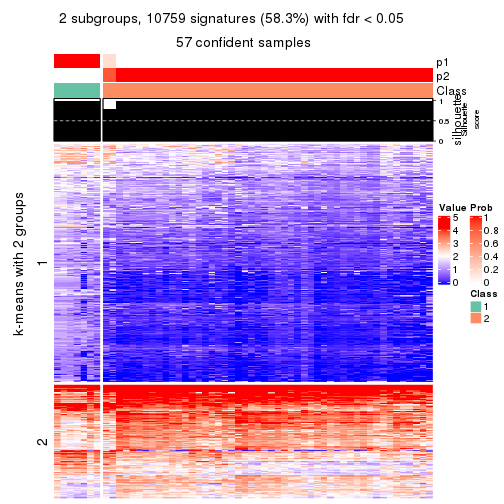 2 subgroups, 10759 signatures (58.3%) with fdr < 0.05
57 confident samples
p1
p2
Class
silhouette
Silhouette
score
1
0.5
0
k-means with 2 groups
1
2
Value
5
4
3
2
1
0
Prob
1
0.8
0.6
0.4
0.2
0
Class
1
2